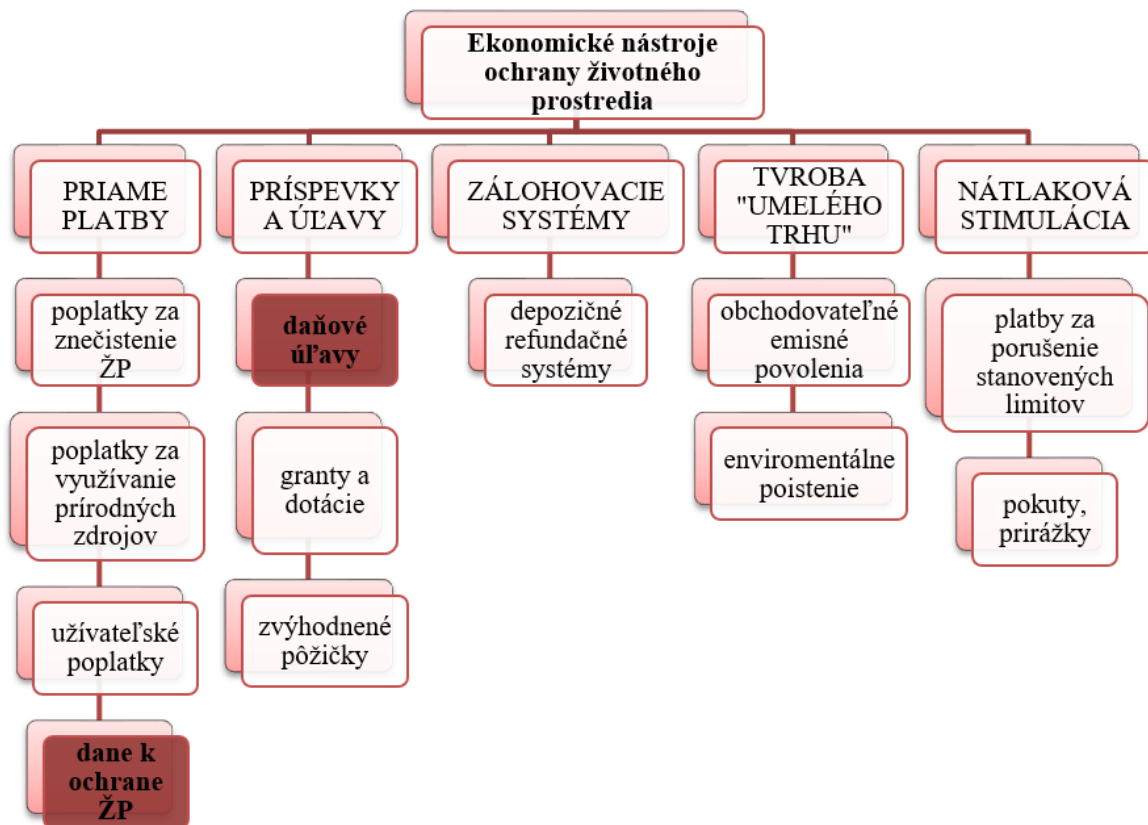 Ekonomické nástroje
ochrany životného
prostredia
PRIAME
PLATBY
poplatky za
znečistenie
ŽP
poplatky za
využívanie
prírodných
zdrojov
užívateľské
poplatky
dane k
ochrane
ŽP
PRÍSPEVKY
A ÚĽAVY
daňové
úľavy
granty a
dotácie
zvýhodnené
pôžičky
ZÁLOHOVACIE
SYSTÉMY
depozičné
refundačné
systémy
TVROBA
"UMELÉHO
TRHU"
obchodovateľné
emisné
povolenia
enviromentálne
poistenie
NÁTLAKOVÁ
STIMULÁCIA
platby za
porušenie
stanovených
limitov
pokuty,
prirážky